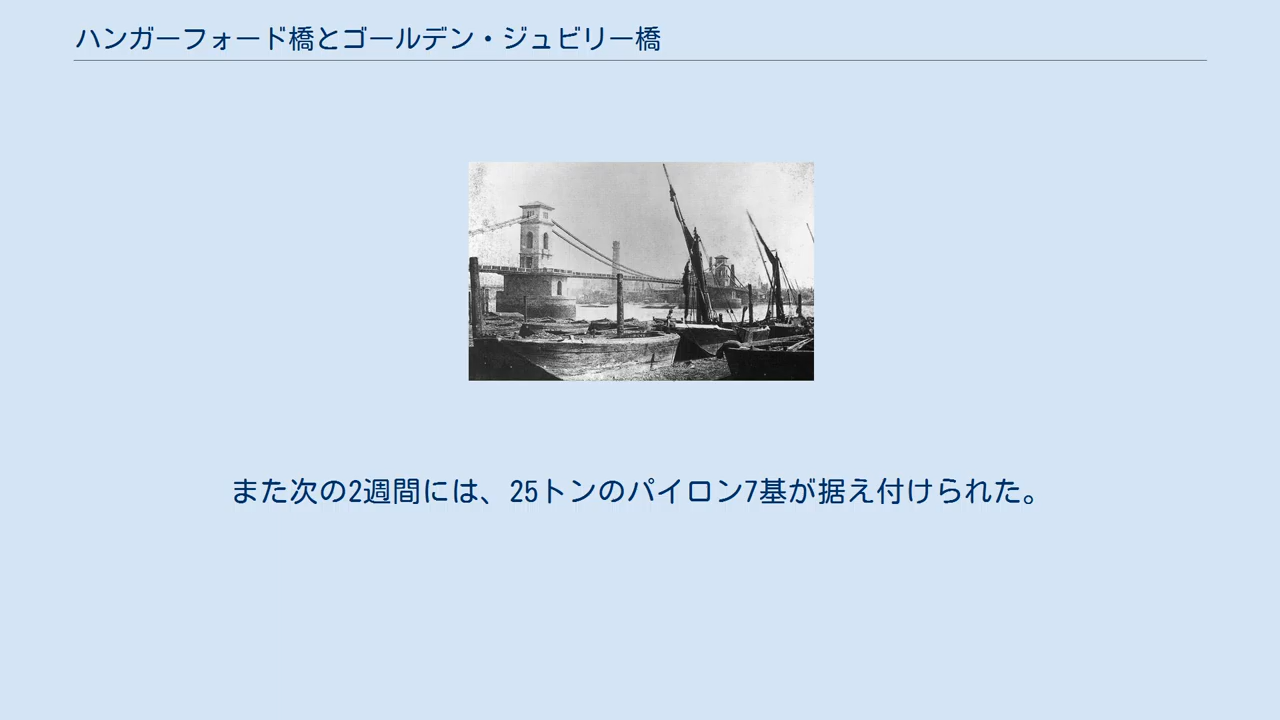 ハンガーフォード橋とゴールデン・ジュビリー橋
また次の2週間には、25トンのパイロン7基が据え付けられた。